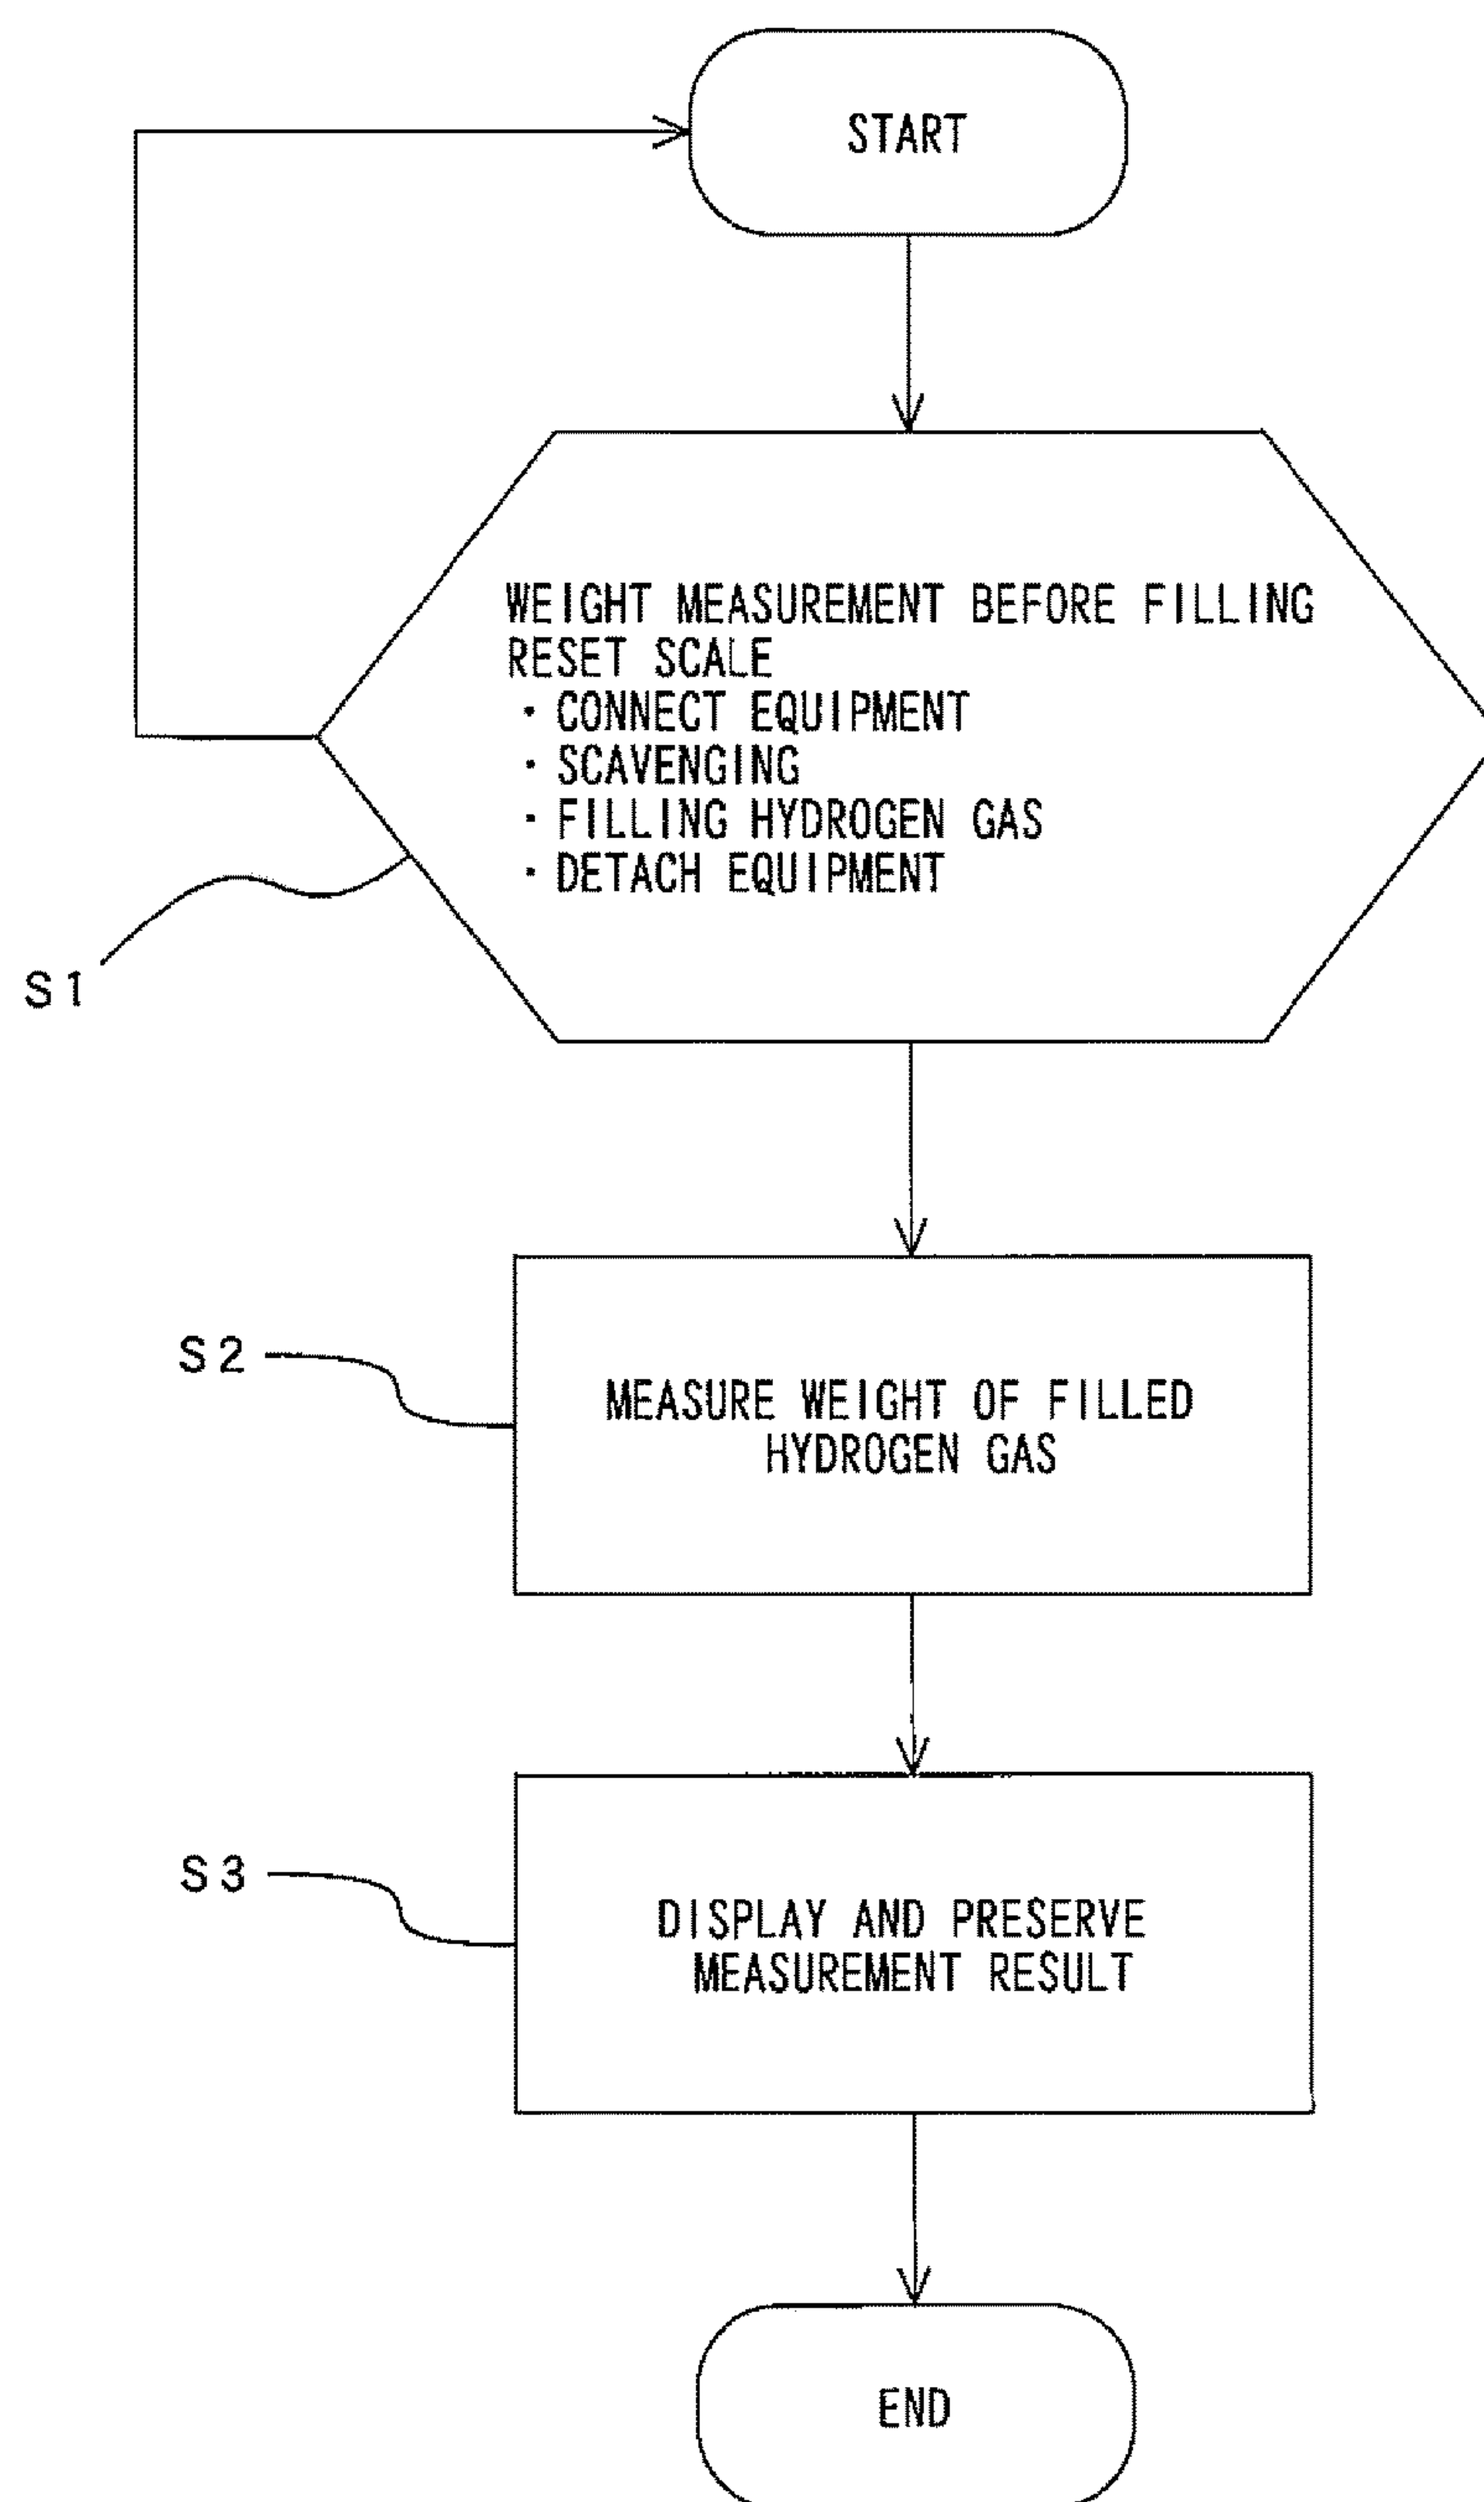 START
WEIGHT MEASUREMENT BEFORE FILLING
RESET SCALE
・CONNECT EQUIPMENT
・SCAVENGING
・FILLING HYDROGEN GAS
・DETACH EQUIPMENT
S1
S2
MEASURE WEIGHT OF FILLED
HYDROGEN GAS
S3
DISPLAY AND PRESERVE
MEASUREMENT RESULT
END